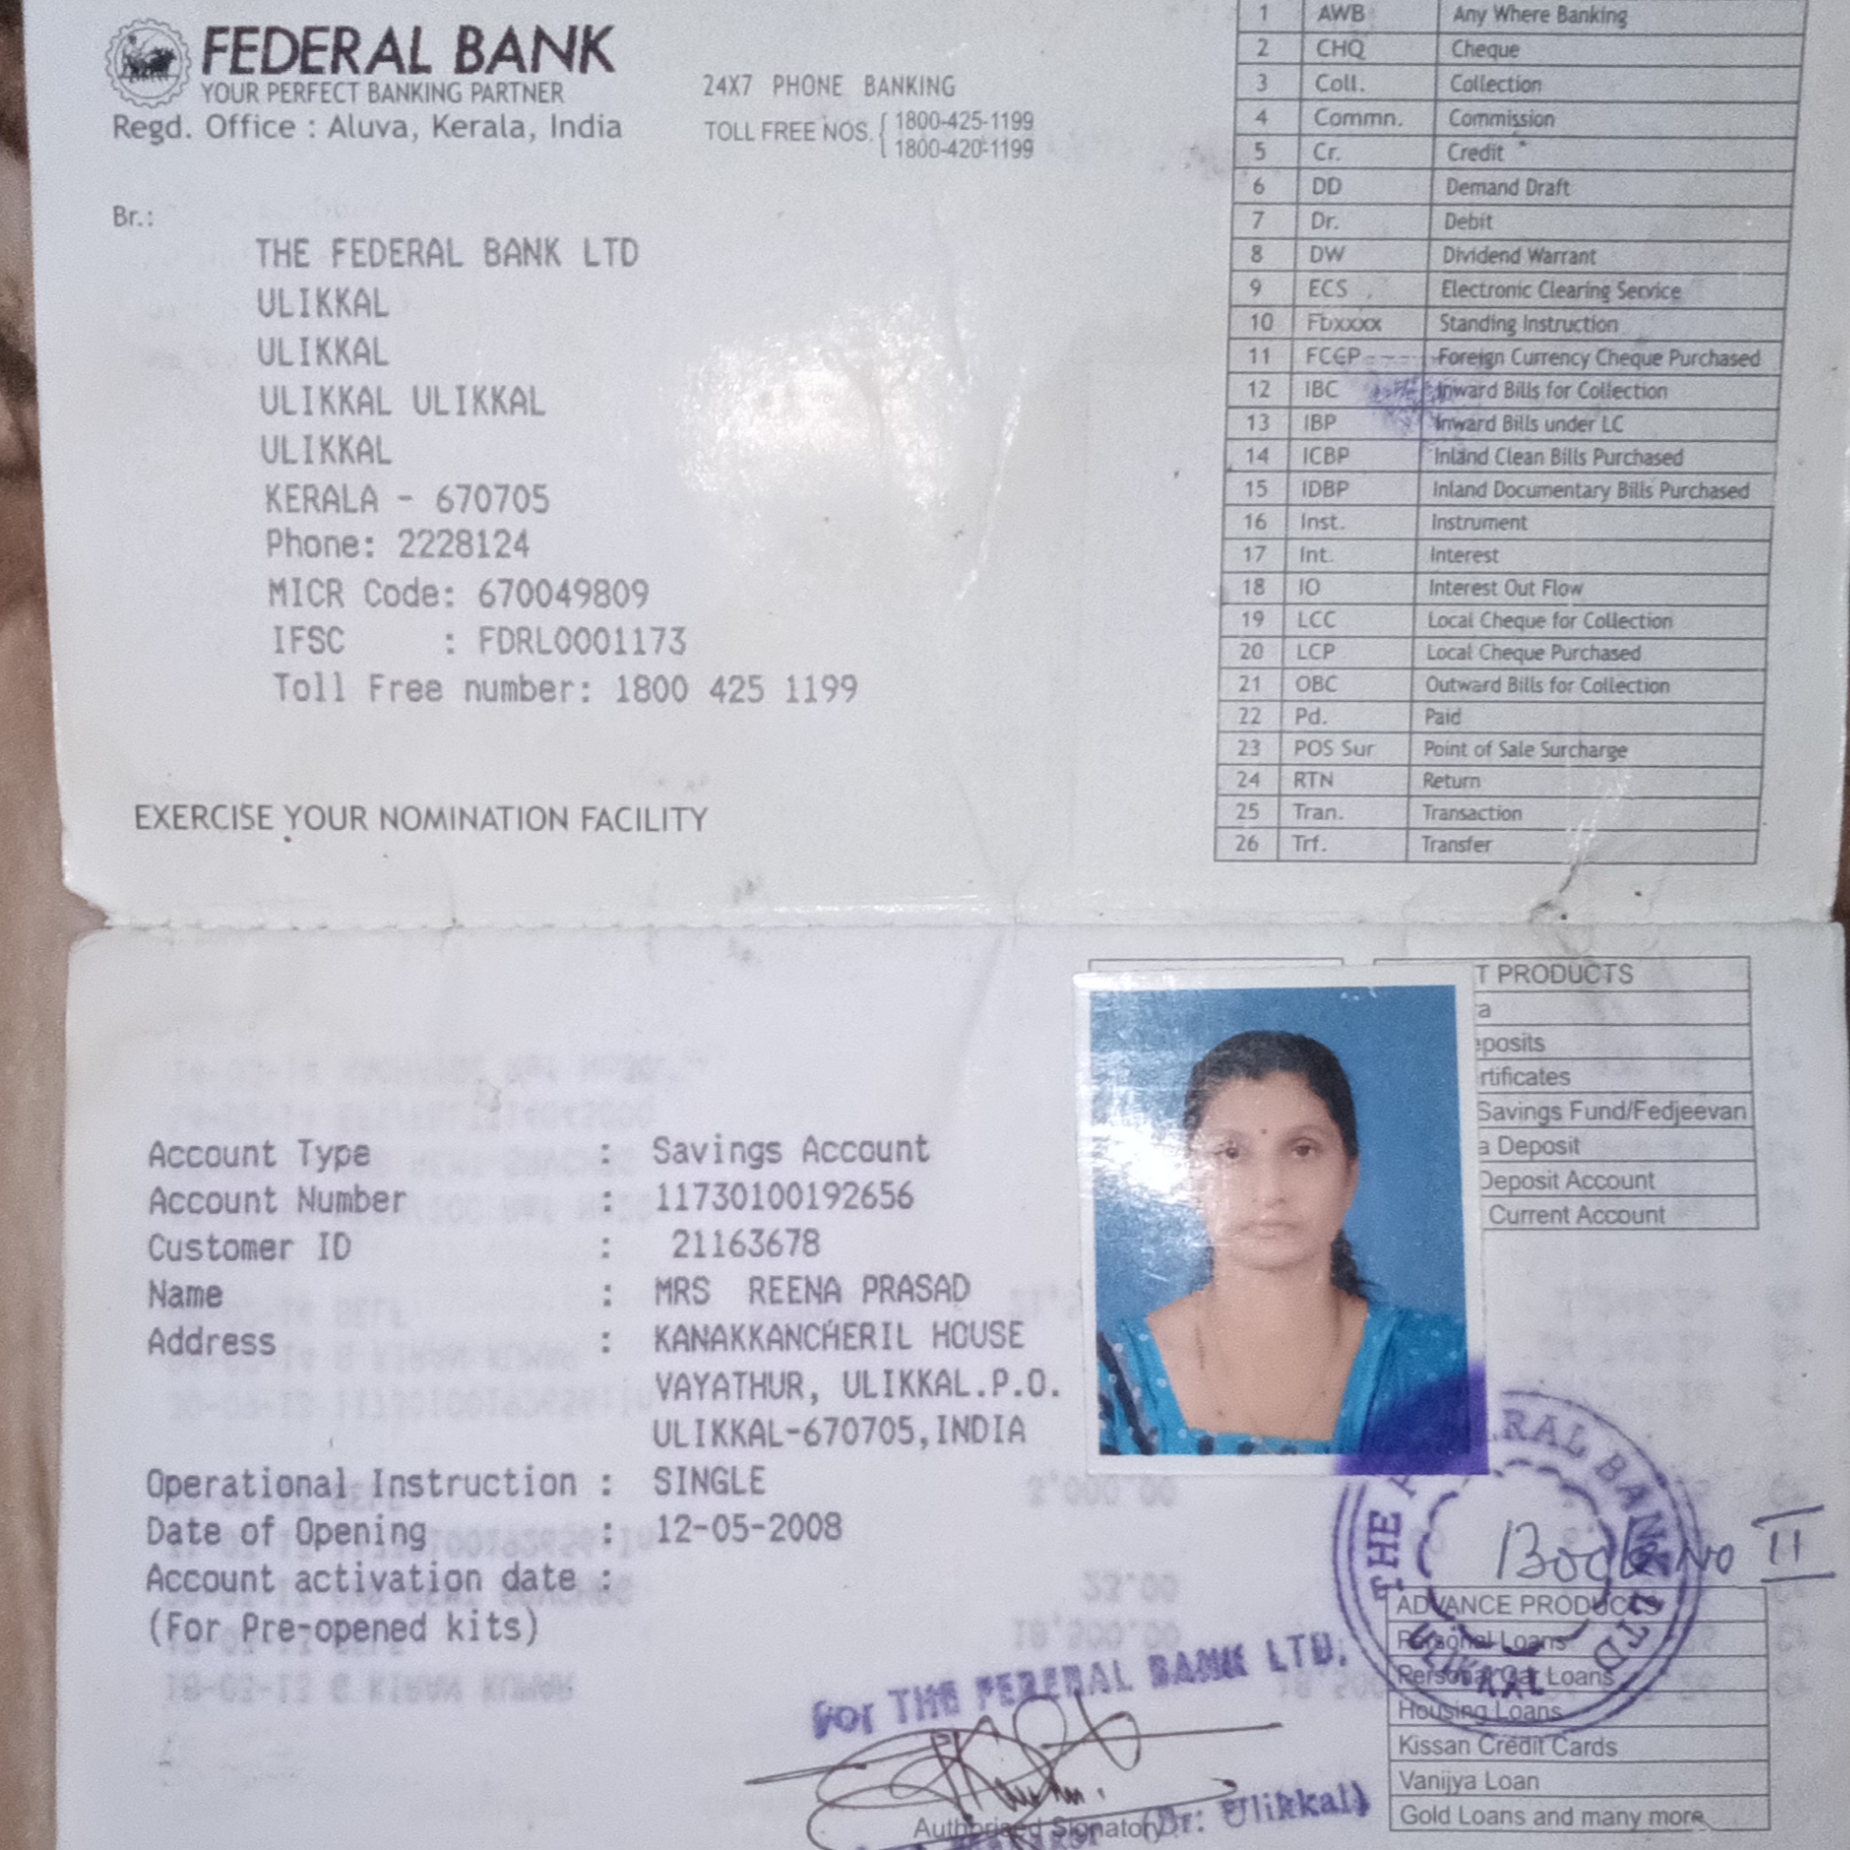 FEDERAL BANK
YOUR PERFECT BANKING PARTNER
Regd. Office : Aluva, Kerala, India
24X7 PHONE BANKING
TOLL FREE NOS. 1800-425-1199
1800-420-1199
Br.:
THE FEDERAL BANK LTD
ULIKKAL
ULIKKAL
ULIKKAL ULIKKAL
ULIKKAL
KERALA - 670705
Phone: 2228124
MICR Code: 670049809
IFSC : FDRL0001173
Toll Free number: 1800 425 1199
EXERCISE YOUR NOMINATION FACILITY
1 AWB Any Where Banking
2 CHQ Cheque
3 Coll. Collection
4 Commn. Commission
5 Cr. Credit
6 DD Demand Draft
7 Dr. Debit
8 DW Dividend Warrant
9 ECS Electronic Clearing Service
10 Fbxxxx Standing Instruction
11 FCCP Foreign Currency Cheque Purchased
12 IBC Inward Bills for Collection
13 IBP Inward Bills under LC
14 ICBP Inland Clean Bills Purchased
15 IDBP Inland Documentary Bills Purchased
16 Inst. Instrument
17 Int. Interest
18 IO Interest Out Flow
19 LCC Local Cheque for Collection
20 LCP Local Cheque Purchased
21 OBC Outward Bills for Collection
22 Pd. Paid
23 POS Sur Point of Sale Surcharge
24 RTN Return
25 Tran. Transaction
26 Trf. Transfer
T PRODUCTS
a
eposits
rtificates
Savings Fund/Fedjeevan
a Deposit
Deposit Account
Current Account
Account Type : Savings Account
Account Number : 11730100192656
Customer ID : 21163678
Name : MRS REENA PRASAD
Address : KANAKKANCHERIL HOUSE
VAYATHUR, ULIKKAL.P.O.
ULIKKAL-670705,INDIA
Operational Instruction : SINGLE
Date of Opening : 12-05-2008
Account activation date :
(For Pre-opened kits)
THE FEDERAL BANK LTD
ULIKKAL
Book No II
ADVANCE PRODUCTS
Personal Loans
Personal Car Loans
Housing Loans
Kissan Credit Cards
Vanijya Loan
Gold Loans and many more
For THE FEDERAL BANK LTD.
Authorised Signatory
(Br: Ulikkal)